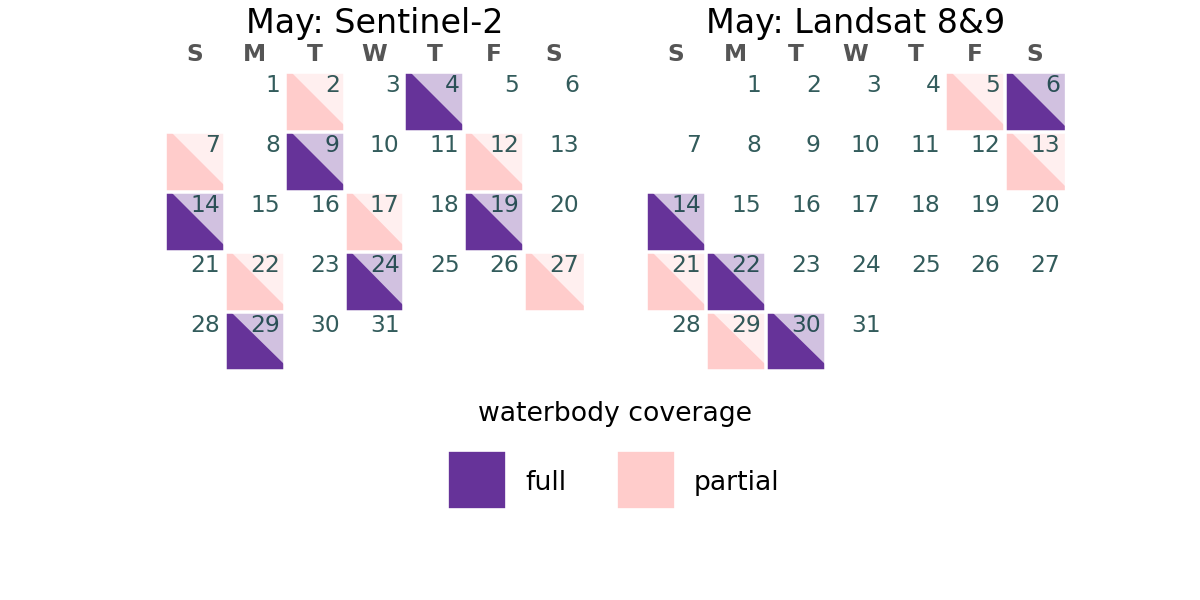 May: Sentinel-2
S M T W T F S
1 2 3 4 5 6
7 8 9 10 11 12 13
14 15 16 17 18 19 20
21 22 23 24 25 26 27
28 29 30 31
May: Landsat 8&9
S M T W T F S
1 2 3 4 5 6
7 8 9 10 11 12 13
14 15 16 17 18 19 20
21 22 23 24 25 26 27
28 29 30 31
waterbody coverage
full
partial